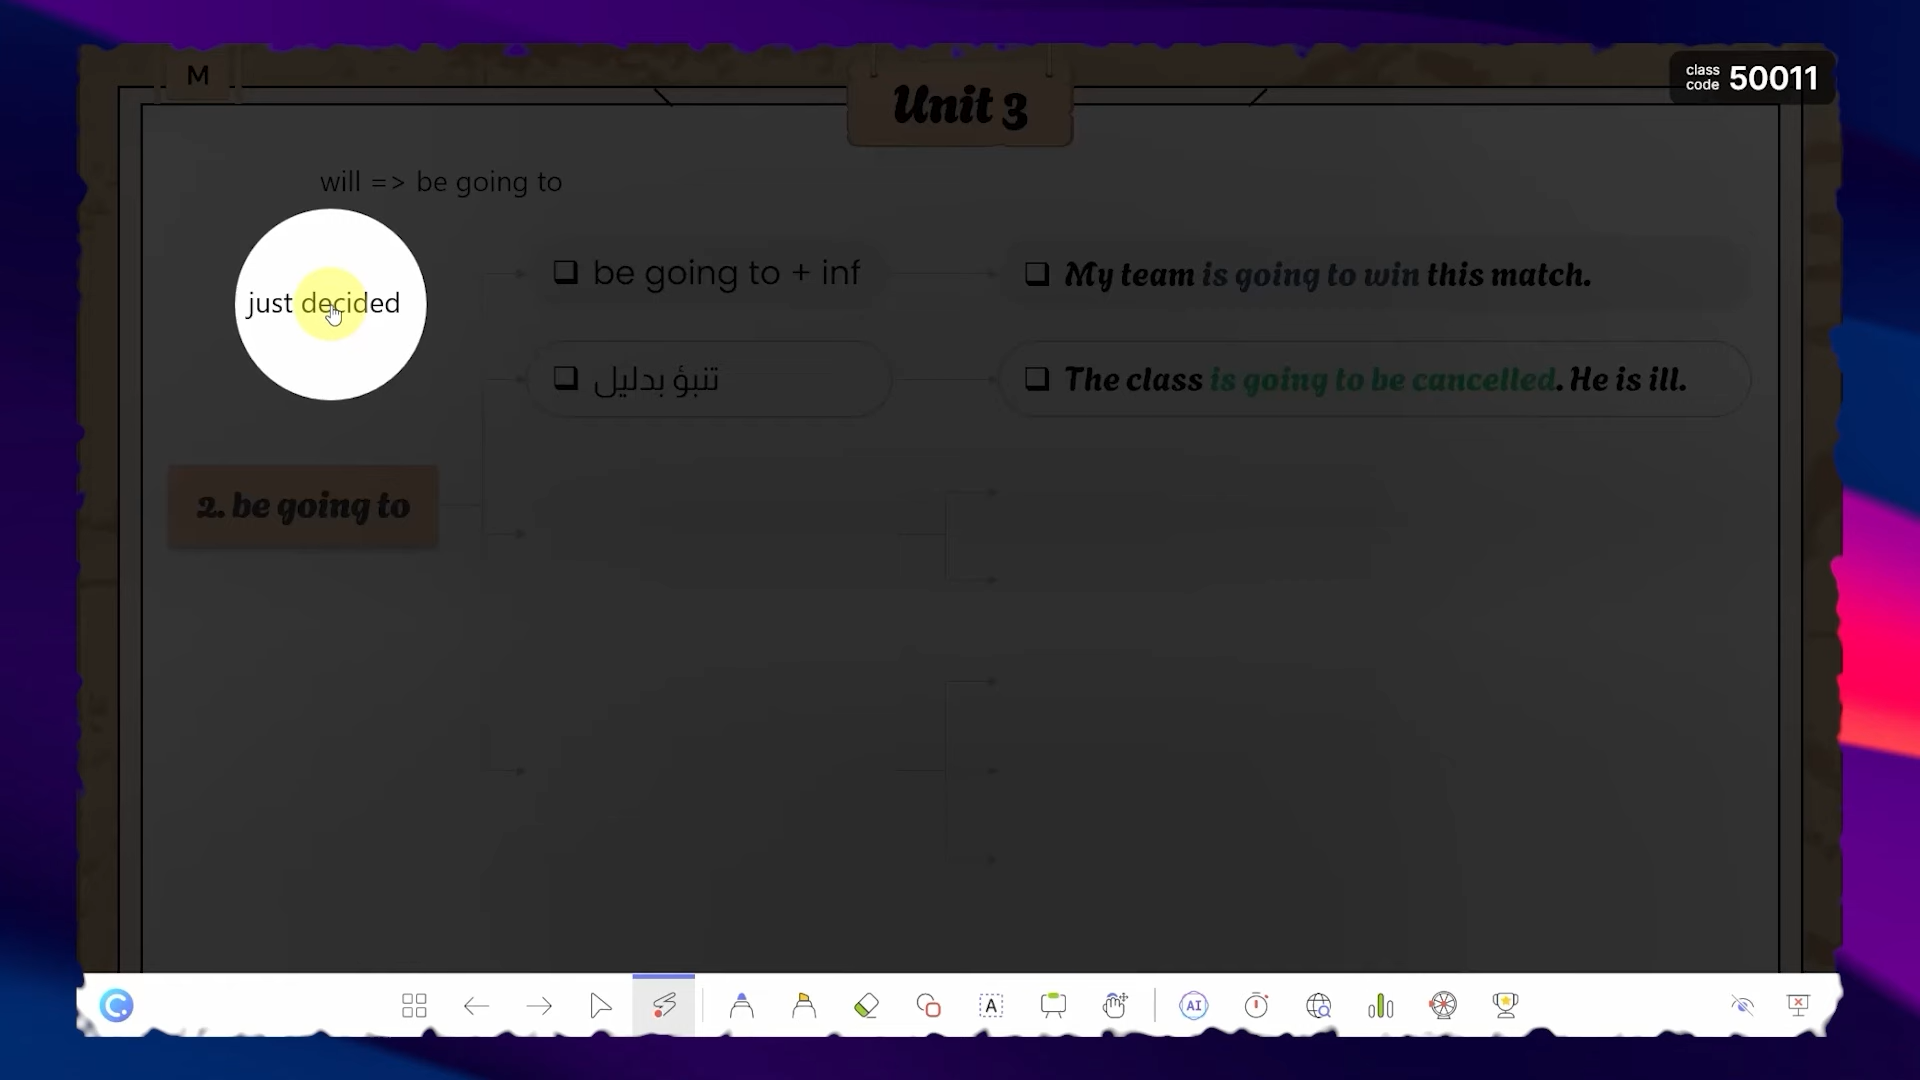 M
Unit 3
class code 50011
will => be going to
just decided
❑ be going to + inf
❑ My team is going to win this match.
❑ تنبؤ بدليل
❑ The class is going to be cancelled. He is ill.
2. be going to
A
AI